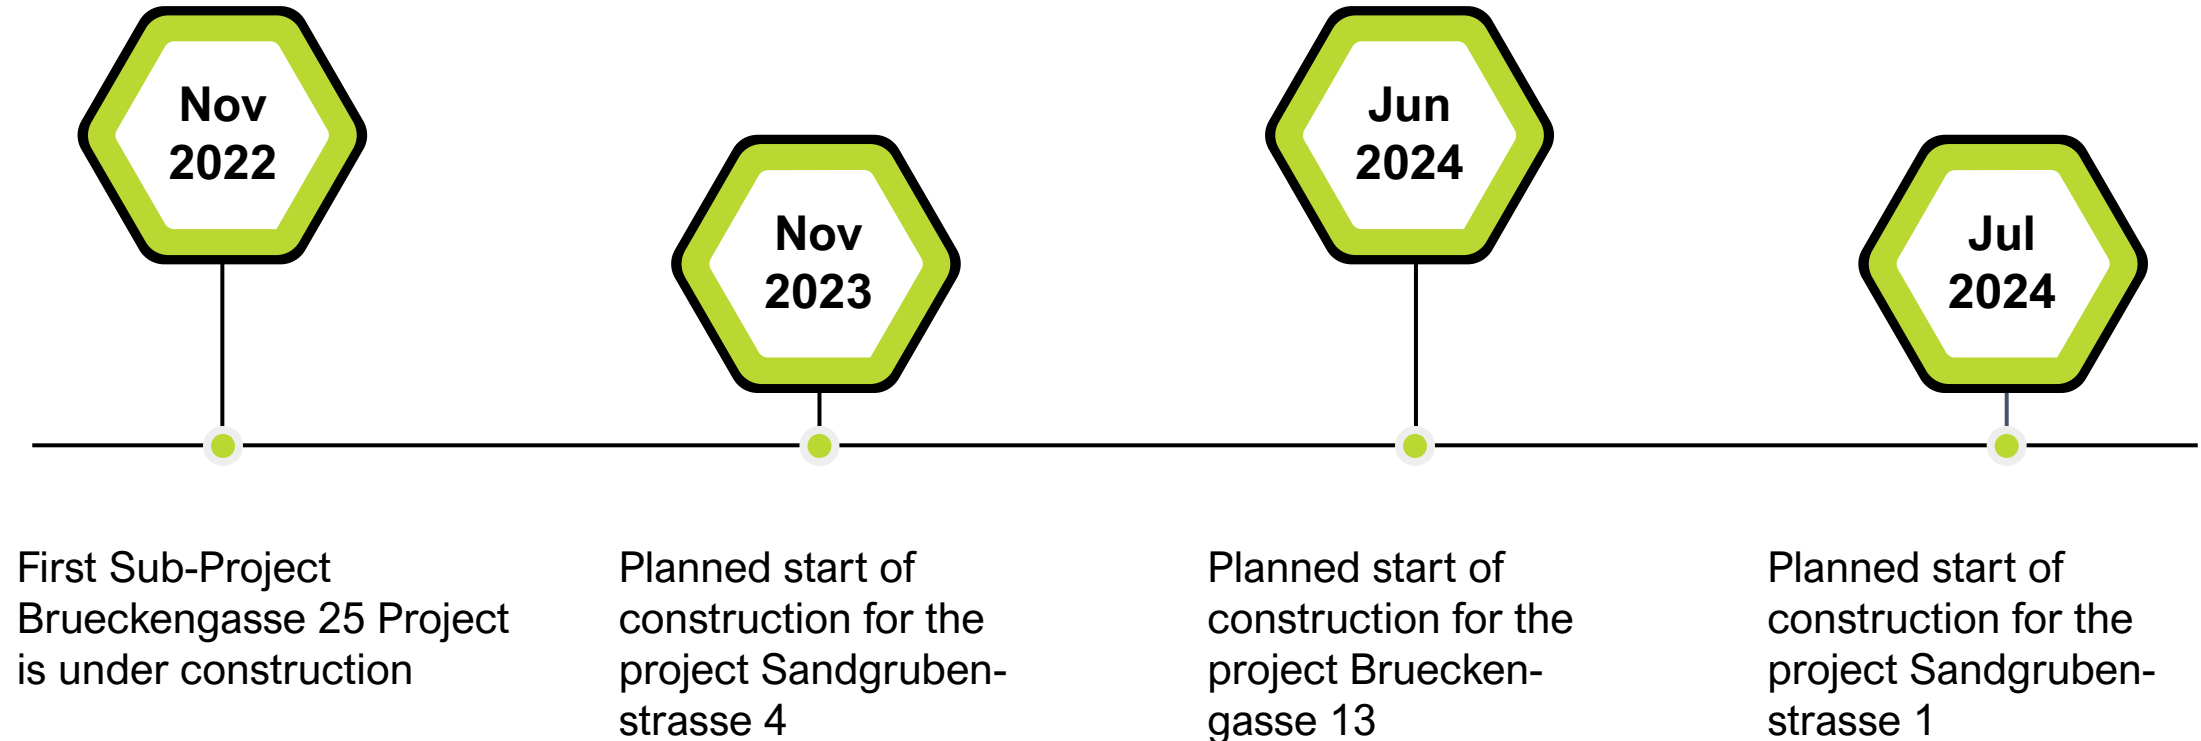 Nov
2022
Nov
2023
Jun
2024
Jul
2024
First Sub-Project
Brueckengasse 25 Project
is under construction
Planned start of
construction for the
project Sandgruben-
strasse 4
Planned start of
construction for the
project Bruecken-
gasse 13
Planned start of
construction for the
project Sandgruben-
strasse 1